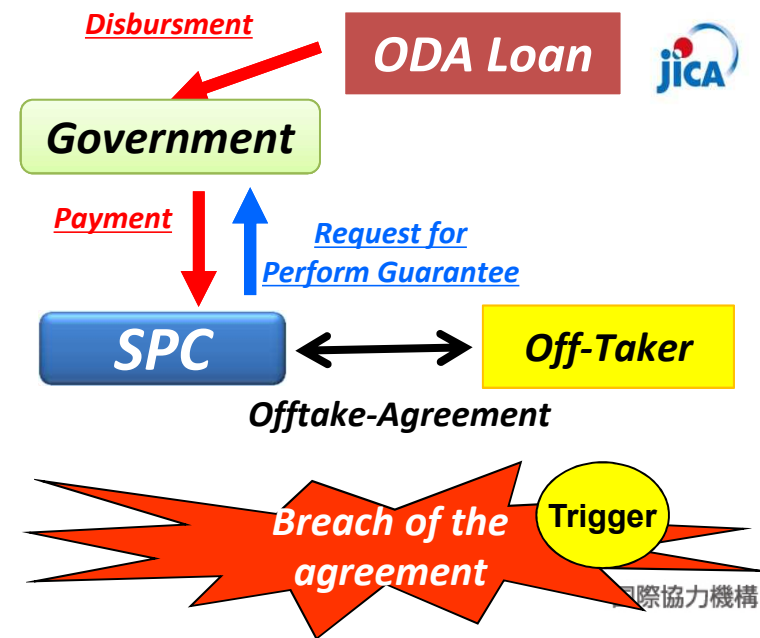 Disbursment
ODA Loan
jica
Government
Payment
Request for
Perform Guarantee
SPC
Off-Taker
Offtake-Agreement
Breach of the
agreement
Trigger
際協力機構